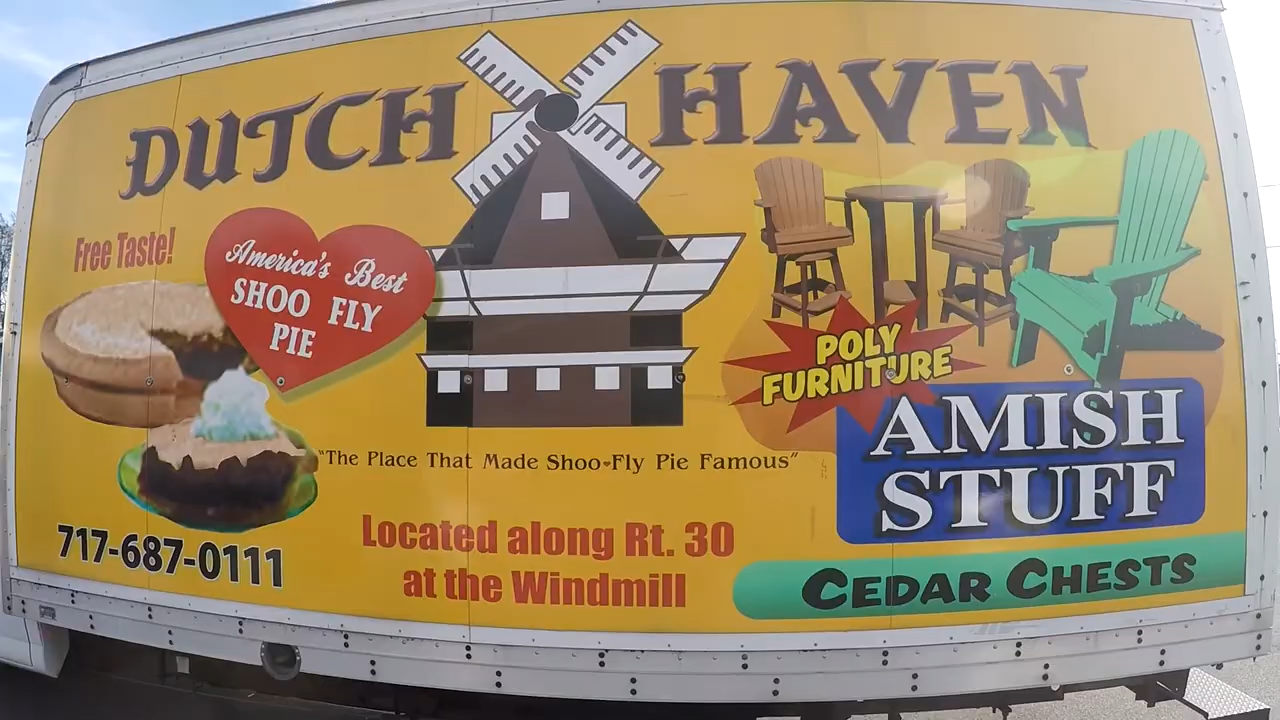 DUTCH HAVEN
Free Taste!
America's Best
SHOO FLY
PIE
POLY
FURNITURE
AMISH
STUFF
"The Place That Made Shoo-Fly Pie Famous"
717-687-0111
Located along Rt. 30
at the Windmill
CEDAR CHESTS